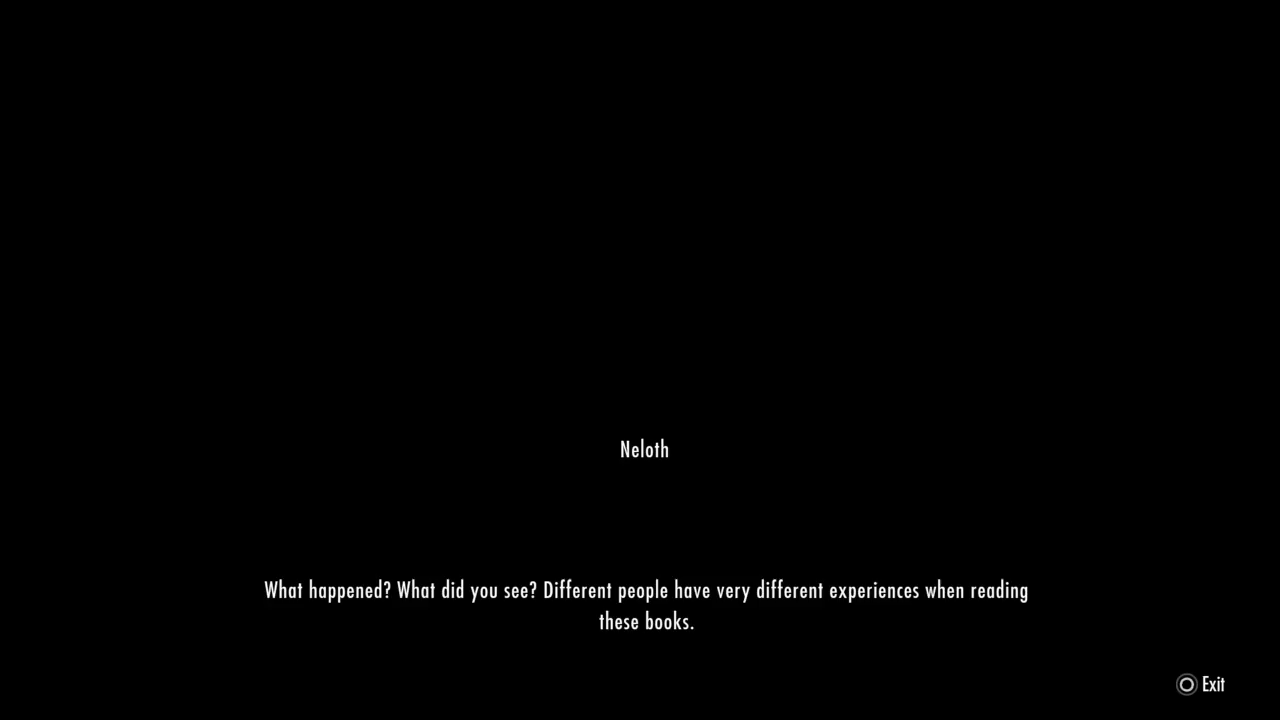 Neloth
What happened? What did you see? Different people have very different experiences when reading
these books.
Exit